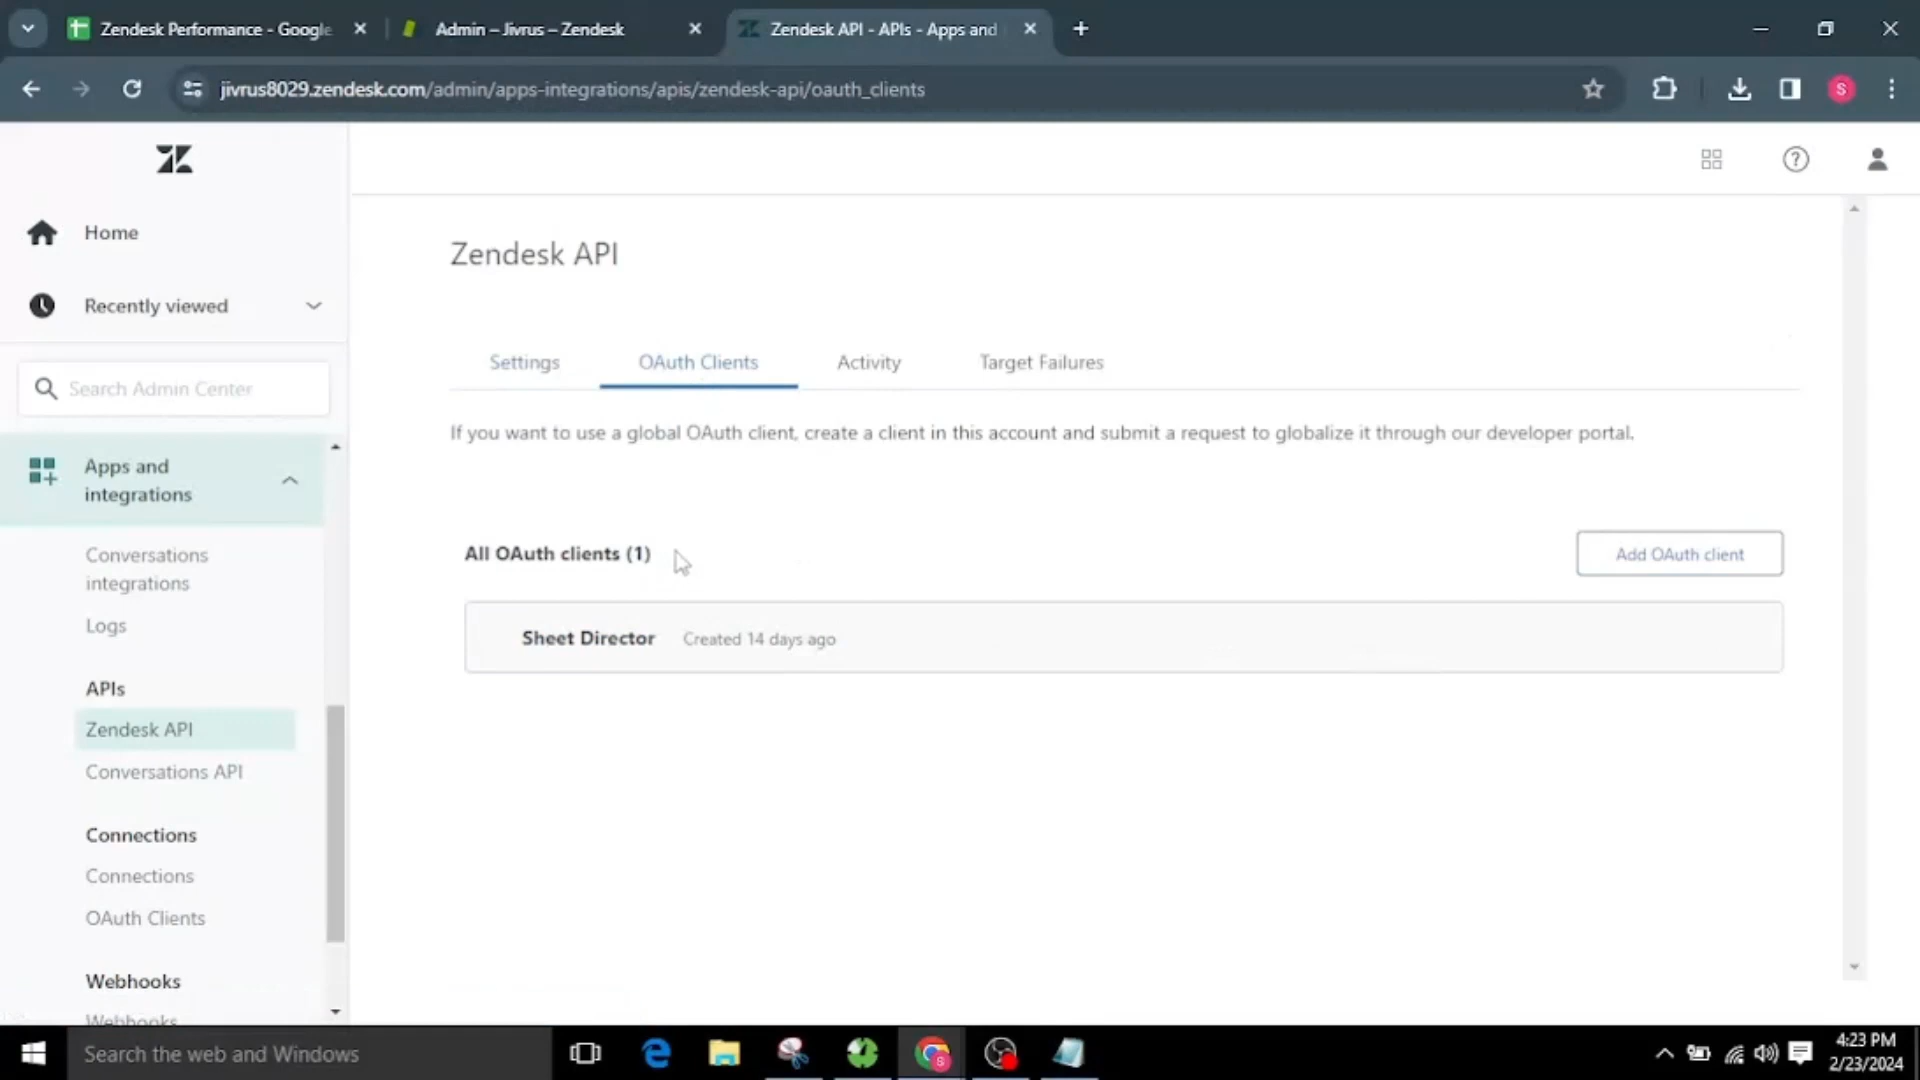 Zendesk Performance - Google
Admin – Jivrus – Zendesk
Zendesk API - APIs - Apps and
jivrus8029.zendesk.com/admin/apps-integrations/apis/zendesk-api/oauth_clients
S
Home
Recently viewed
Search Admin Center
Apps and
integrations
Conversations
integrations
Logs
APIs
Zendesk API
Conversations API
Connections
Connections
OAuth Clients
Webhooks
Webhooks
Zendesk API
Settings
OAuth Clients
Activity
Target Failures
If you want to use a global OAuth client, create a client in this account and submit a request to globalize it through our developer portal.
All OAuth clients (1)
Add OAuth client
Sheet Director
Created 14 days ago
Search the web and Windows
4:23 PM
2/23/2024